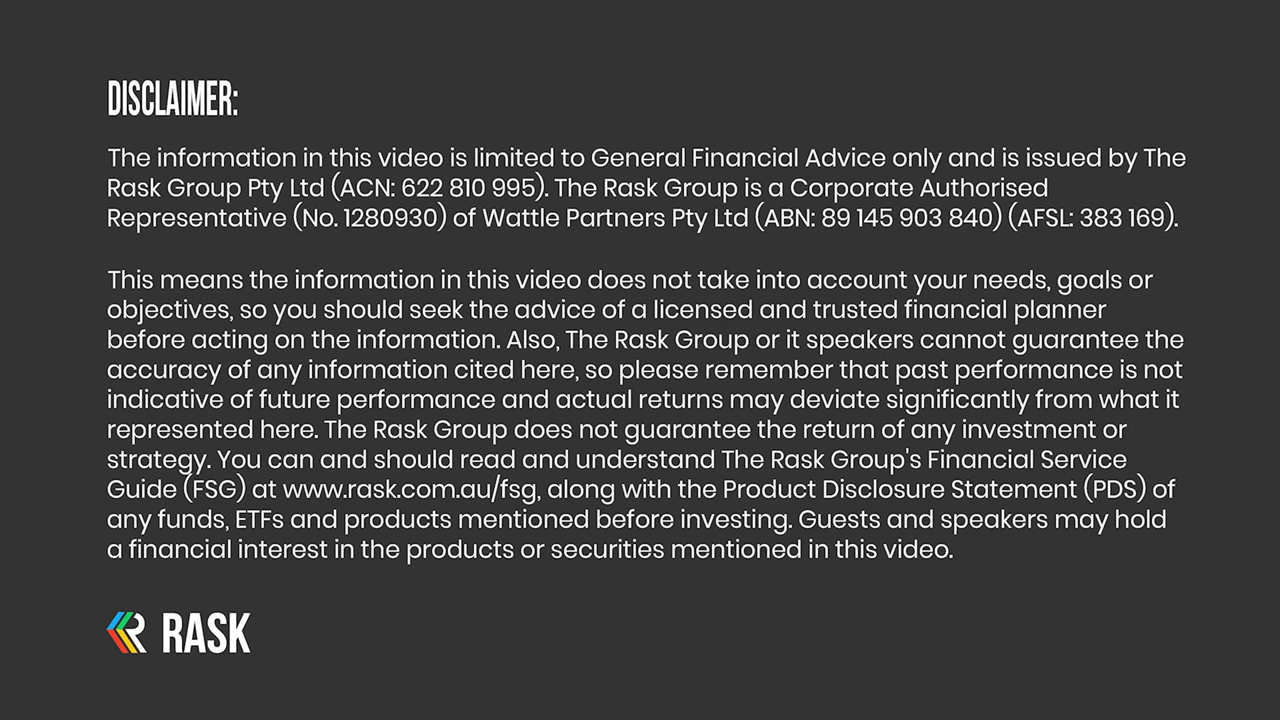 DISCLAIMER:
The information in this video is limited to General Financial Advice only and is issued by The
Rask Group Pty Ltd (ACN: 622 810 995). The Rask Group is a Corporate Authorised
Representative (No. 1280930) of Wattle Partners Pty Ltd (ABN: 89 145 903 840) (AFSL: 383 169).
This means the information in this video does not take into account your needs, goals or
objectives, so you should seek the advice of a licensed and trusted financial planner
before acting on the information. Also, The Rask Group or it speakers cannot guarantee the
accuracy of any information cited here, so please remember that past performance is not
indicative of future performance and actual returns may deviate significantly from what it
represented here. The Rask Group does not guarantee the return of any investment or
strategy. You can and should read and understand The Rask Group's Financial Service
Guide (FSG) at www.rask.com.au/fsg, along with the Product Disclosure Statement (PDS) of
any funds, ETFs and products mentioned before investing. Guests and speakers may hold
a financial interest in the products or securities mentioned in this video.
RASK